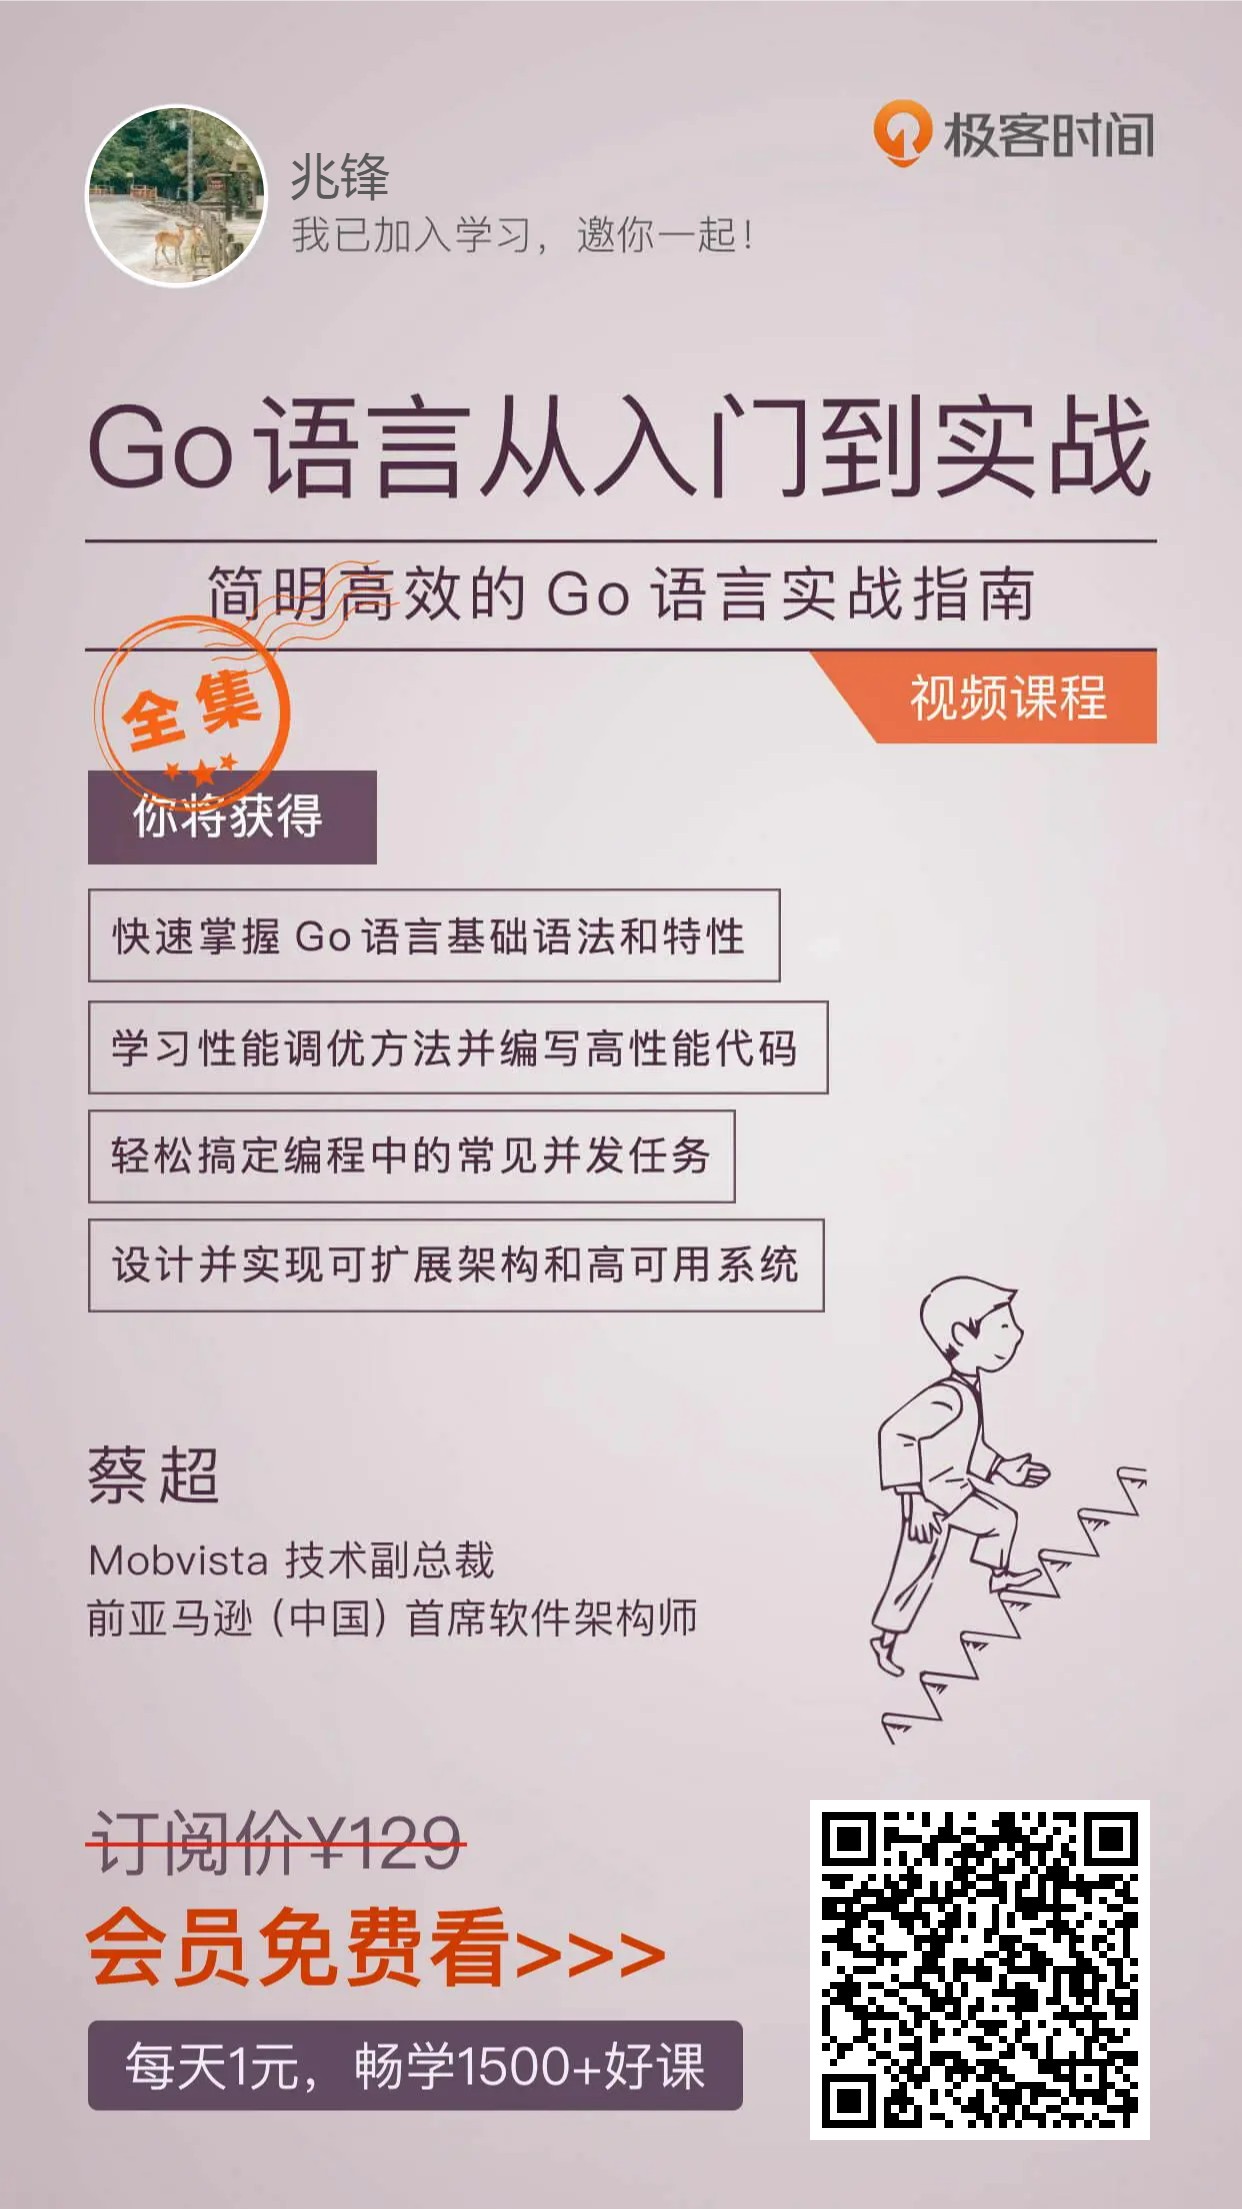 极客时间
兆锋
我已加入学习，邀你一起！
Go 语言从入门到实战
简明高效的 Go 语言实战指南
全集
视频课程
你将获得
快速掌握 Go 语言基础语法和特性
学习性能调优方法并编写高性能代码
轻松搞定编程中的常见并发任务
设计并实现可扩展架构和高可用系统
蔡超
Mobvista 技术副总裁
前亚马逊（中国）首席软件架构师
订阅价¥129
会员免费看>>>
每天1元，畅学1500+好课